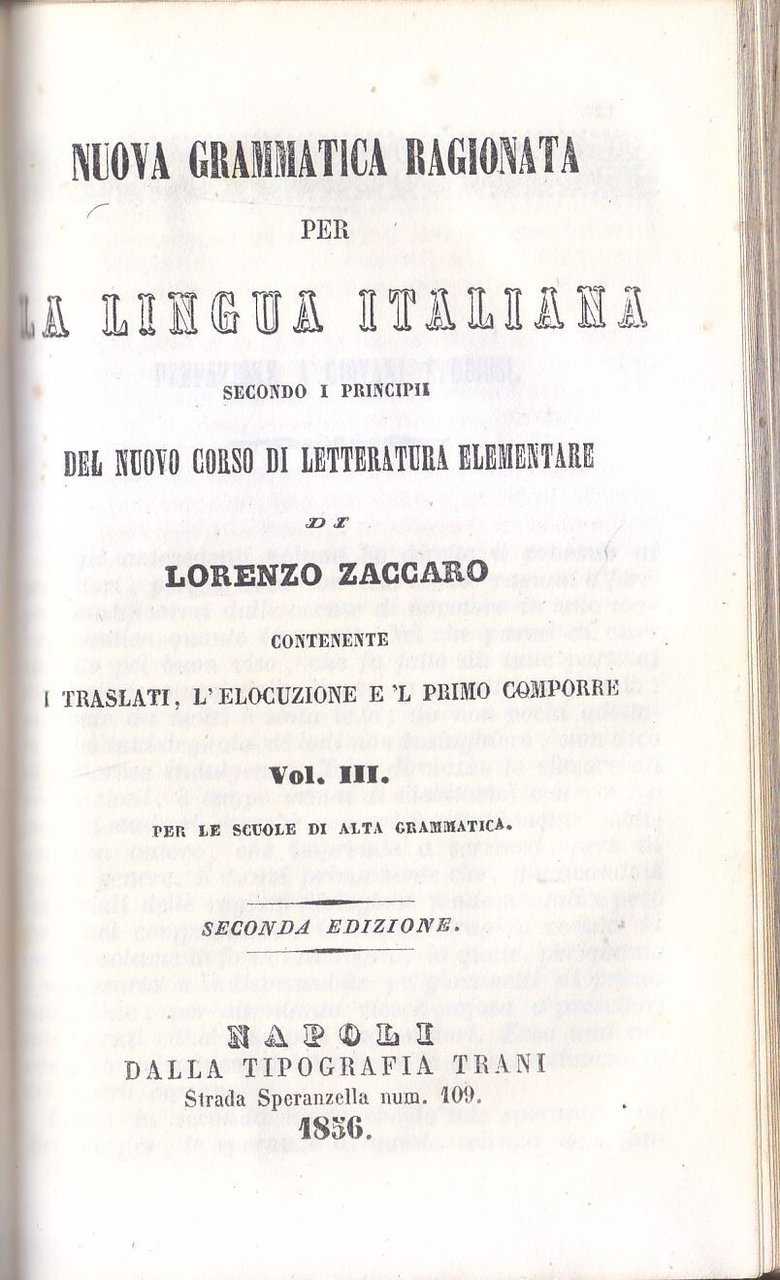 NUOVA GRAMMATICA RAGIONATA
PER
LA LINGUA ITALIANA
SECONDO I PRINCIPII
DEL NUOVO CORSO DI LETTERATURA ELEMENTARE
DI
LORENZO ZACCARO
CONTENENTE
I TRASLATI, L'ELOCUZIONE E 'L PRIMO COMPORRE
Vol. III.
PER LE SCUOLE DI ALTA GRAMMATICA.
SECONDA EDIZIONE.
NAPOLI
DALLA TIPOGRAFIA TRANI
Strada Speranzella num. 109.
1856.